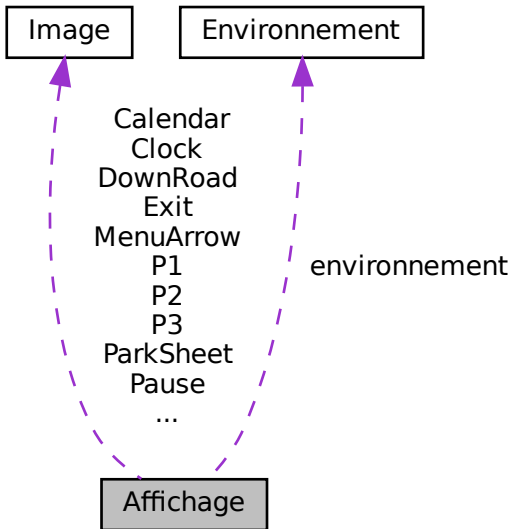 Image
Environnement
Calendar
Clock
DownRoad
Exit
MenuArrow
P1
P2
P3
ParkSheet
Pause
...
environnement
Affichage